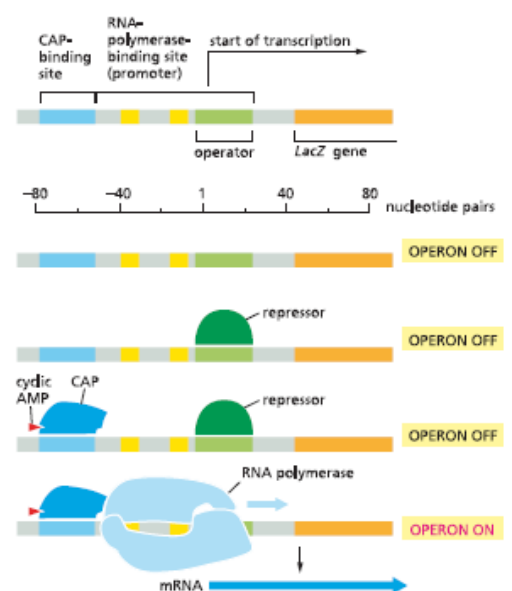 CAP-
binding
site
RNA-
polymerase-
binding site
(promoter)
start of transcription
operator
LacZ gene
–80
–40
1
40
80
nucleotide pairs
OPERON OFF
repressor
OPERON OFF
cyclic
AMP
CAP
repressor
OPERON OFF
RNA polymerase
OPERON ON
mRNA